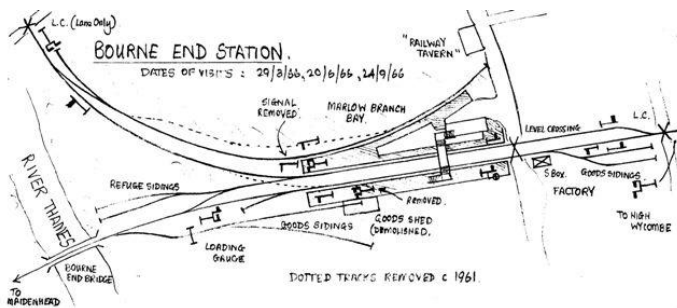 L.C. (Lane Only)
BOURNE END STATION.
DATES OF VISITS : 29/3/66, 20/6/66, 24/9/66
"RAILWAY
TAVERN"
SIGNAL
REMOVED.
MARLOW BRANCH
BAY.
LEVEL CROSSING
L.C.
S BOX.
GOODS SIDINGS
FACTORY
TO HIGH
WYCOMBE
RIVER THAMES
REFUGE SIDINGS
REMOVED.
GOODS SHED
(DEMOLISHED.
GOODS SIDINGS
LOADING
GAUGE
BOURNE
END BRIDGE
TO
MAIDENHEAD
DOTTED TRACKS REMOVED c 1961.